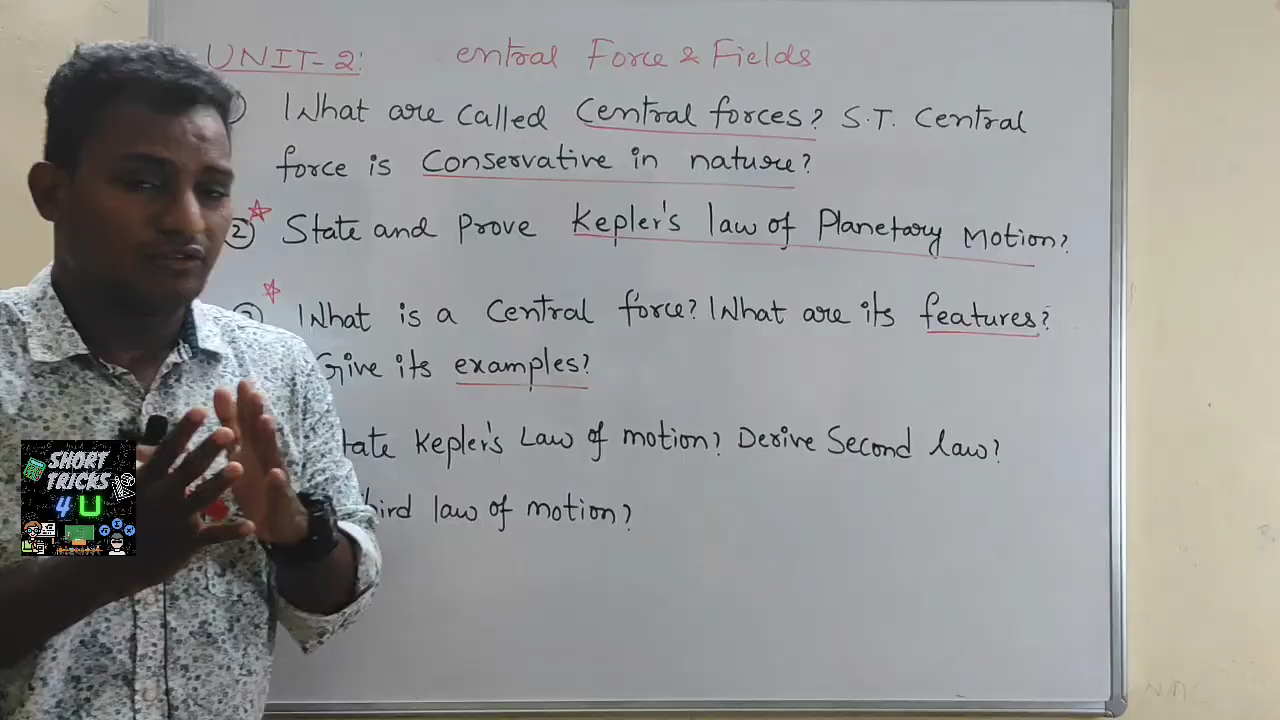 UNIT-2: entral Force & Fields
What are called Central forces? S.T. Central
force is Conservative in nature?
② State and Prove Kepler's law of Planetary Motion?
What is a Central force? What are its features?
Give its examples?
tate Kepler's Law of motion? Derive Second law?
hird law of motion?
SHORT
TRICKS
4 U